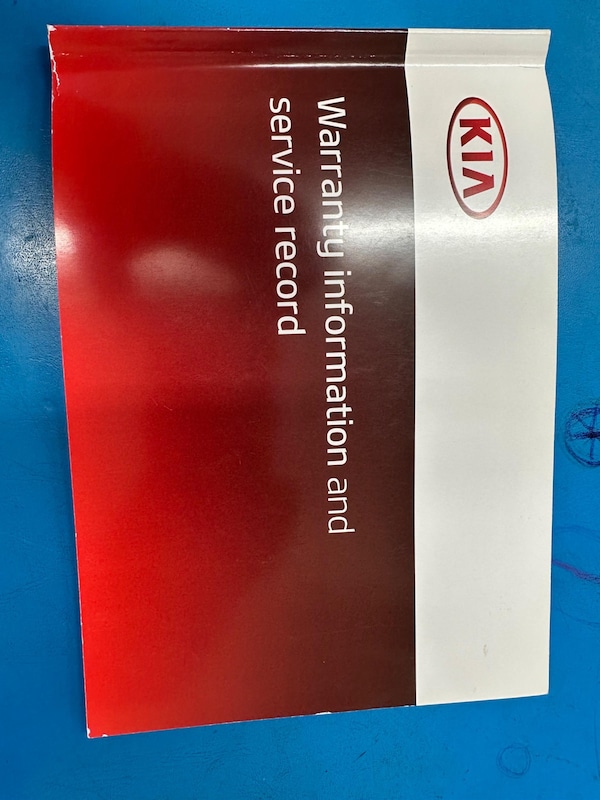 KIA
Warranty information and
service record